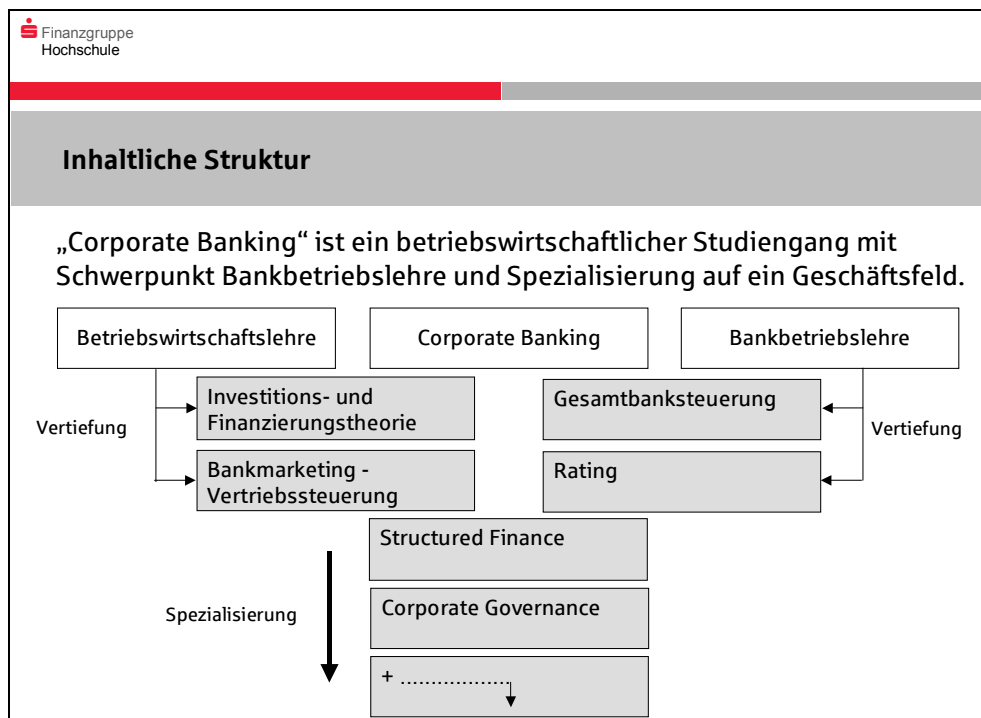 Finanzgruppe
Hochschule
Inhaltliche Struktur
„Corporate Banking“ ist ein betriebswirtschaftlicher Studiengang mit
Schwerpunkt Bankbetriebslehre und Spezialisierung auf ein Geschäftsfeld.
Betriebswirtschaftslehre
Corporate Banking
Bankbetriebslehre
Vertiefung
Investitions- und
Finanzierungstheorie
Gesamtbanksteuerung
Vertiefung
Bankmarketing -
Vertriebssteuerung
Rating
Structured Finance
Spezialisierung
Corporate Governance
+ ..................